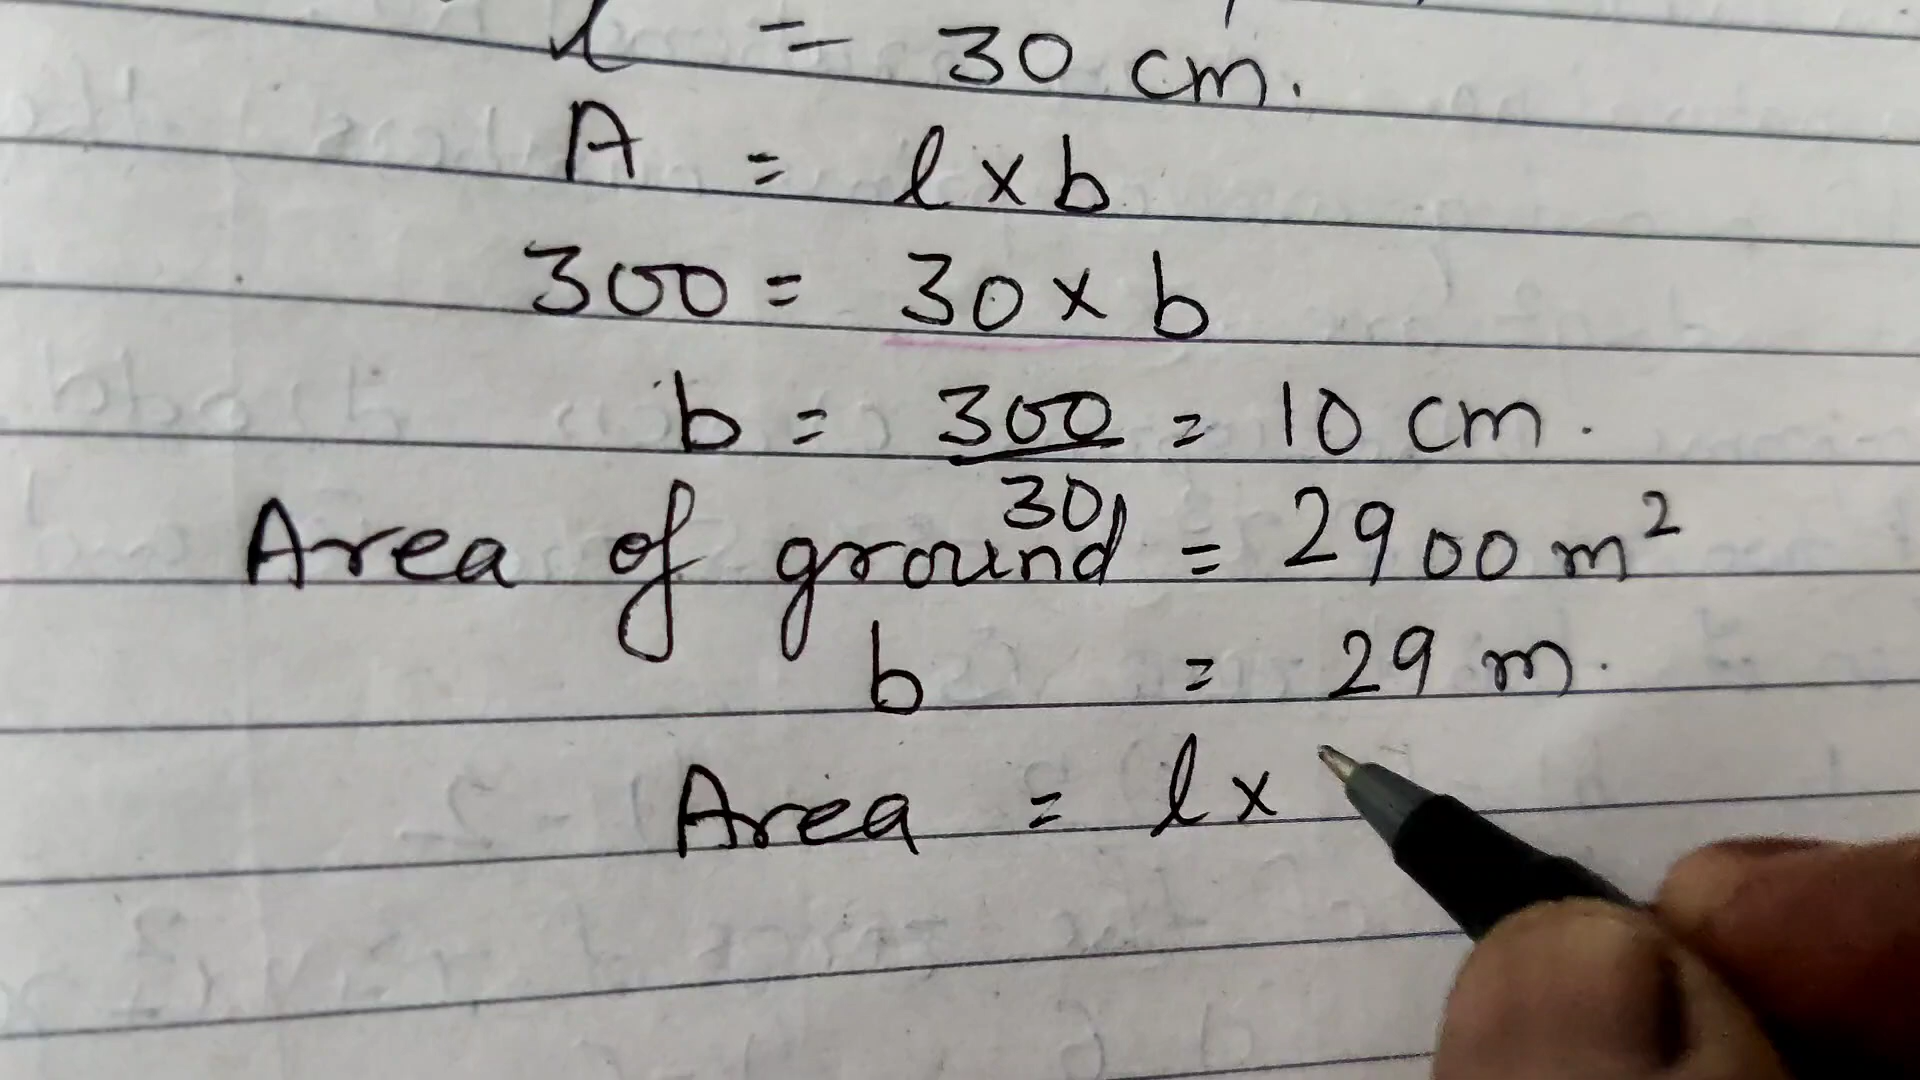 l = 30 cm.
A = l x b
300 = 30 x b
b = 300/30 = 10 cm.
Area of ground = 2900 m²
b = 29 m.
Area = l x